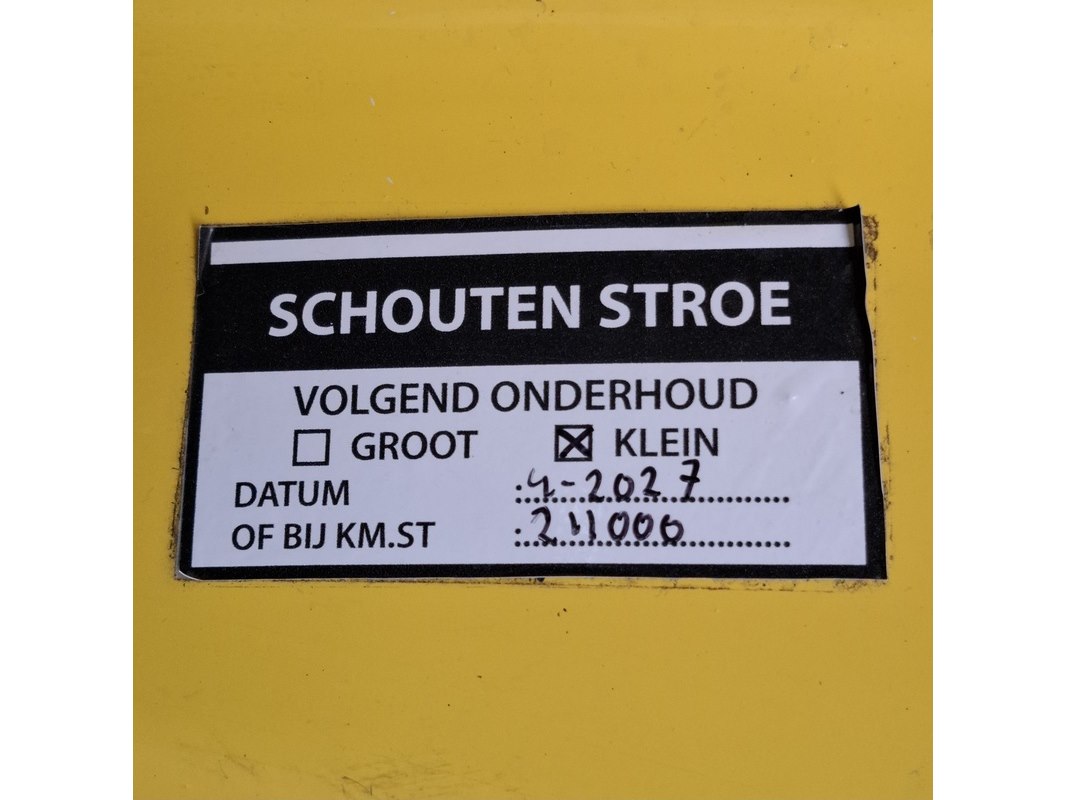 SCHOUTEN STROE
VOLGEND ONDERHOUD
☐ GROOT ☒ KLEIN
DATUM :4-2027
OF BIJ KM.ST :211000